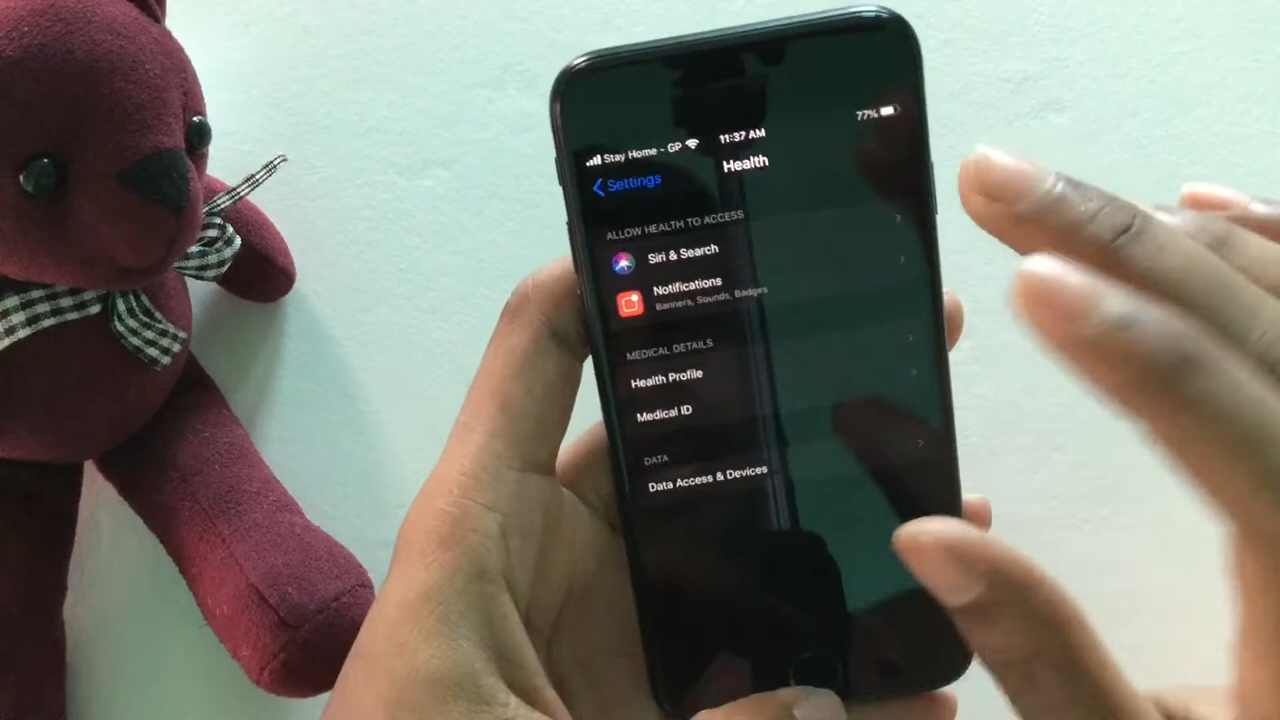 Stay Home - GP 11:37 AM 77%
Settings Health
ALLOW HEALTH TO ACCESS
Siri & Search
Notifications
Banners, Sounds, Badges
MEDICAL DETAILS
Health Profile
Medical ID
DATA
Data Access & Devices